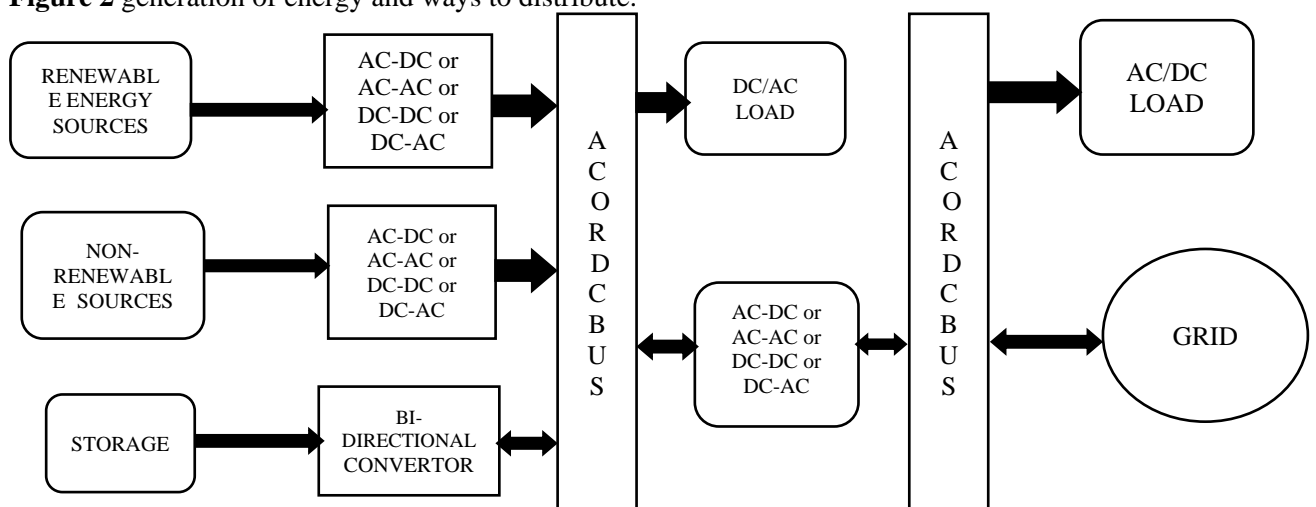 Figure 2 generation of energy and ways to distribute.
RENEWABL
E ENERGY
SOURCES
AC-DC or
AC-AC or
DC-DC or
DC-AC
A
C
O
R
D
C
B
U
S
DC/AC
LOAD
A
C
O
R
D
C
B
U
S
AC/DC
LOAD
NON-
RENEWABL
E SOURCES
AC-DC or
AC-AC or
DC-DC or
DC-AC
AC-DC or
AC-AC or
DC-DC or
DC-AC
GRID
STORAGE
BI-
DIRECTIONAL
CONVERTOR